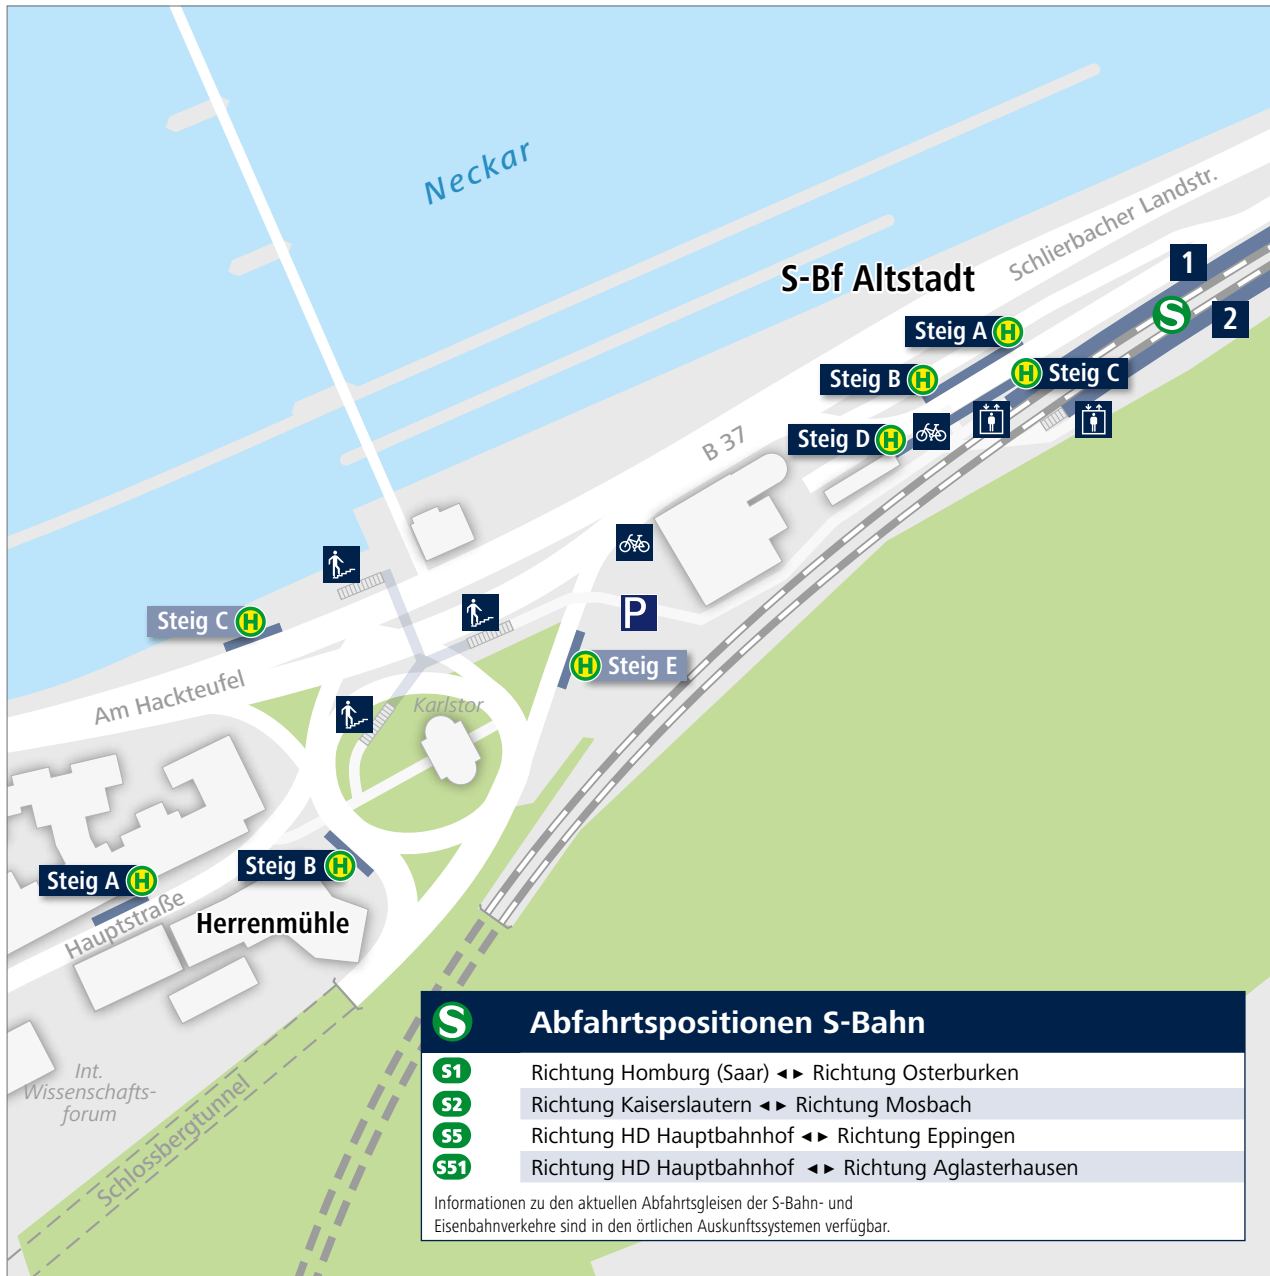 Neckar
Schlierbacher Landstr.
S-Bf Altstadt
1
S
2
Steig A H
H Steig C
Steig B H
Steig D H
B 37
P
Steig C H
H Steig E
Am Hackteufel
Karlstor
Steig B H
Steig A H
Hauptstraße
Herrenmühle
Int.
Wissenschafts-
forum
Schlossbergtunnel
S Abfahrtspositionen S-Bahn
S1 Richtung Homburg (Saar) ◄► Richtung Osterburken
S2 Richtung Kaiserslautern ◄► Richtung Mosbach
S5 Richtung HD Hauptbahnhof ◄► Richtung Eppingen
S51 Richtung HD Hauptbahnhof ◄► Richtung Aglasterhausen
Informationen zu den aktuellen Abfahrtsgleisen der S-Bahn- und
Eisenbahnverkehre sind in den örtlichen Auskunftssystemen verfügbar.